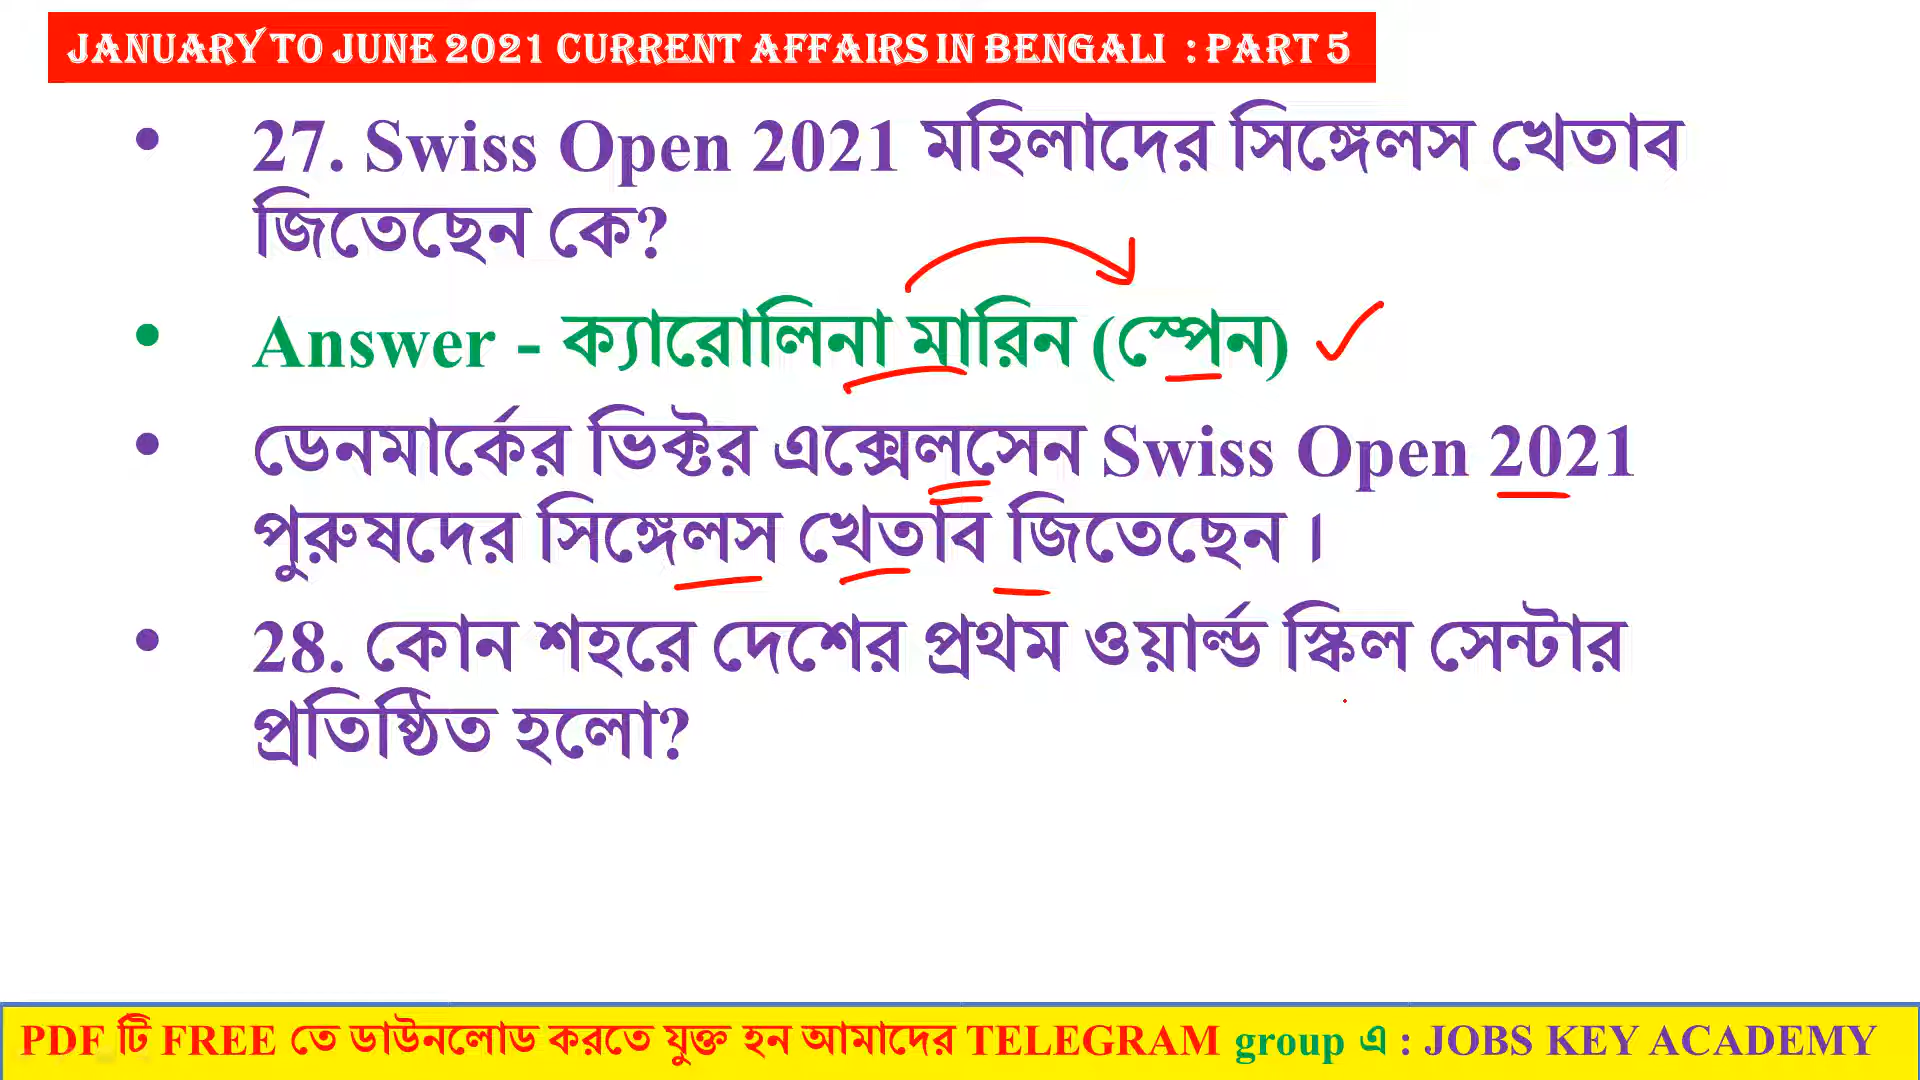 JANUARY TO JUNE 2021 CURRENT AFFAIRS IN BENGALI : PART 5
• 27. Swiss Open 2021 মহিলাদের সিঙ্গেলস খেতাব
জিতেছেন কে?
• Answer - ক্যারোলিনা মারিন (স্পেন)
• ডেনমার্কের ভিক্টর এক্সেলসেন Swiss Open 2021
পুরুষদের সিঙ্গেলস খেতাব জিতেছেন।
• 28. কোন শহরে দেশের প্রথম ওয়ার্ল্ড স্কিল সেন্টার
প্রতিষ্ঠিত হলো?
PDF টি FREE তে ডাউনলোড করতে যুক্ত হন আমাদের TELEGRAM group এ : JOBS KEY ACADEMY